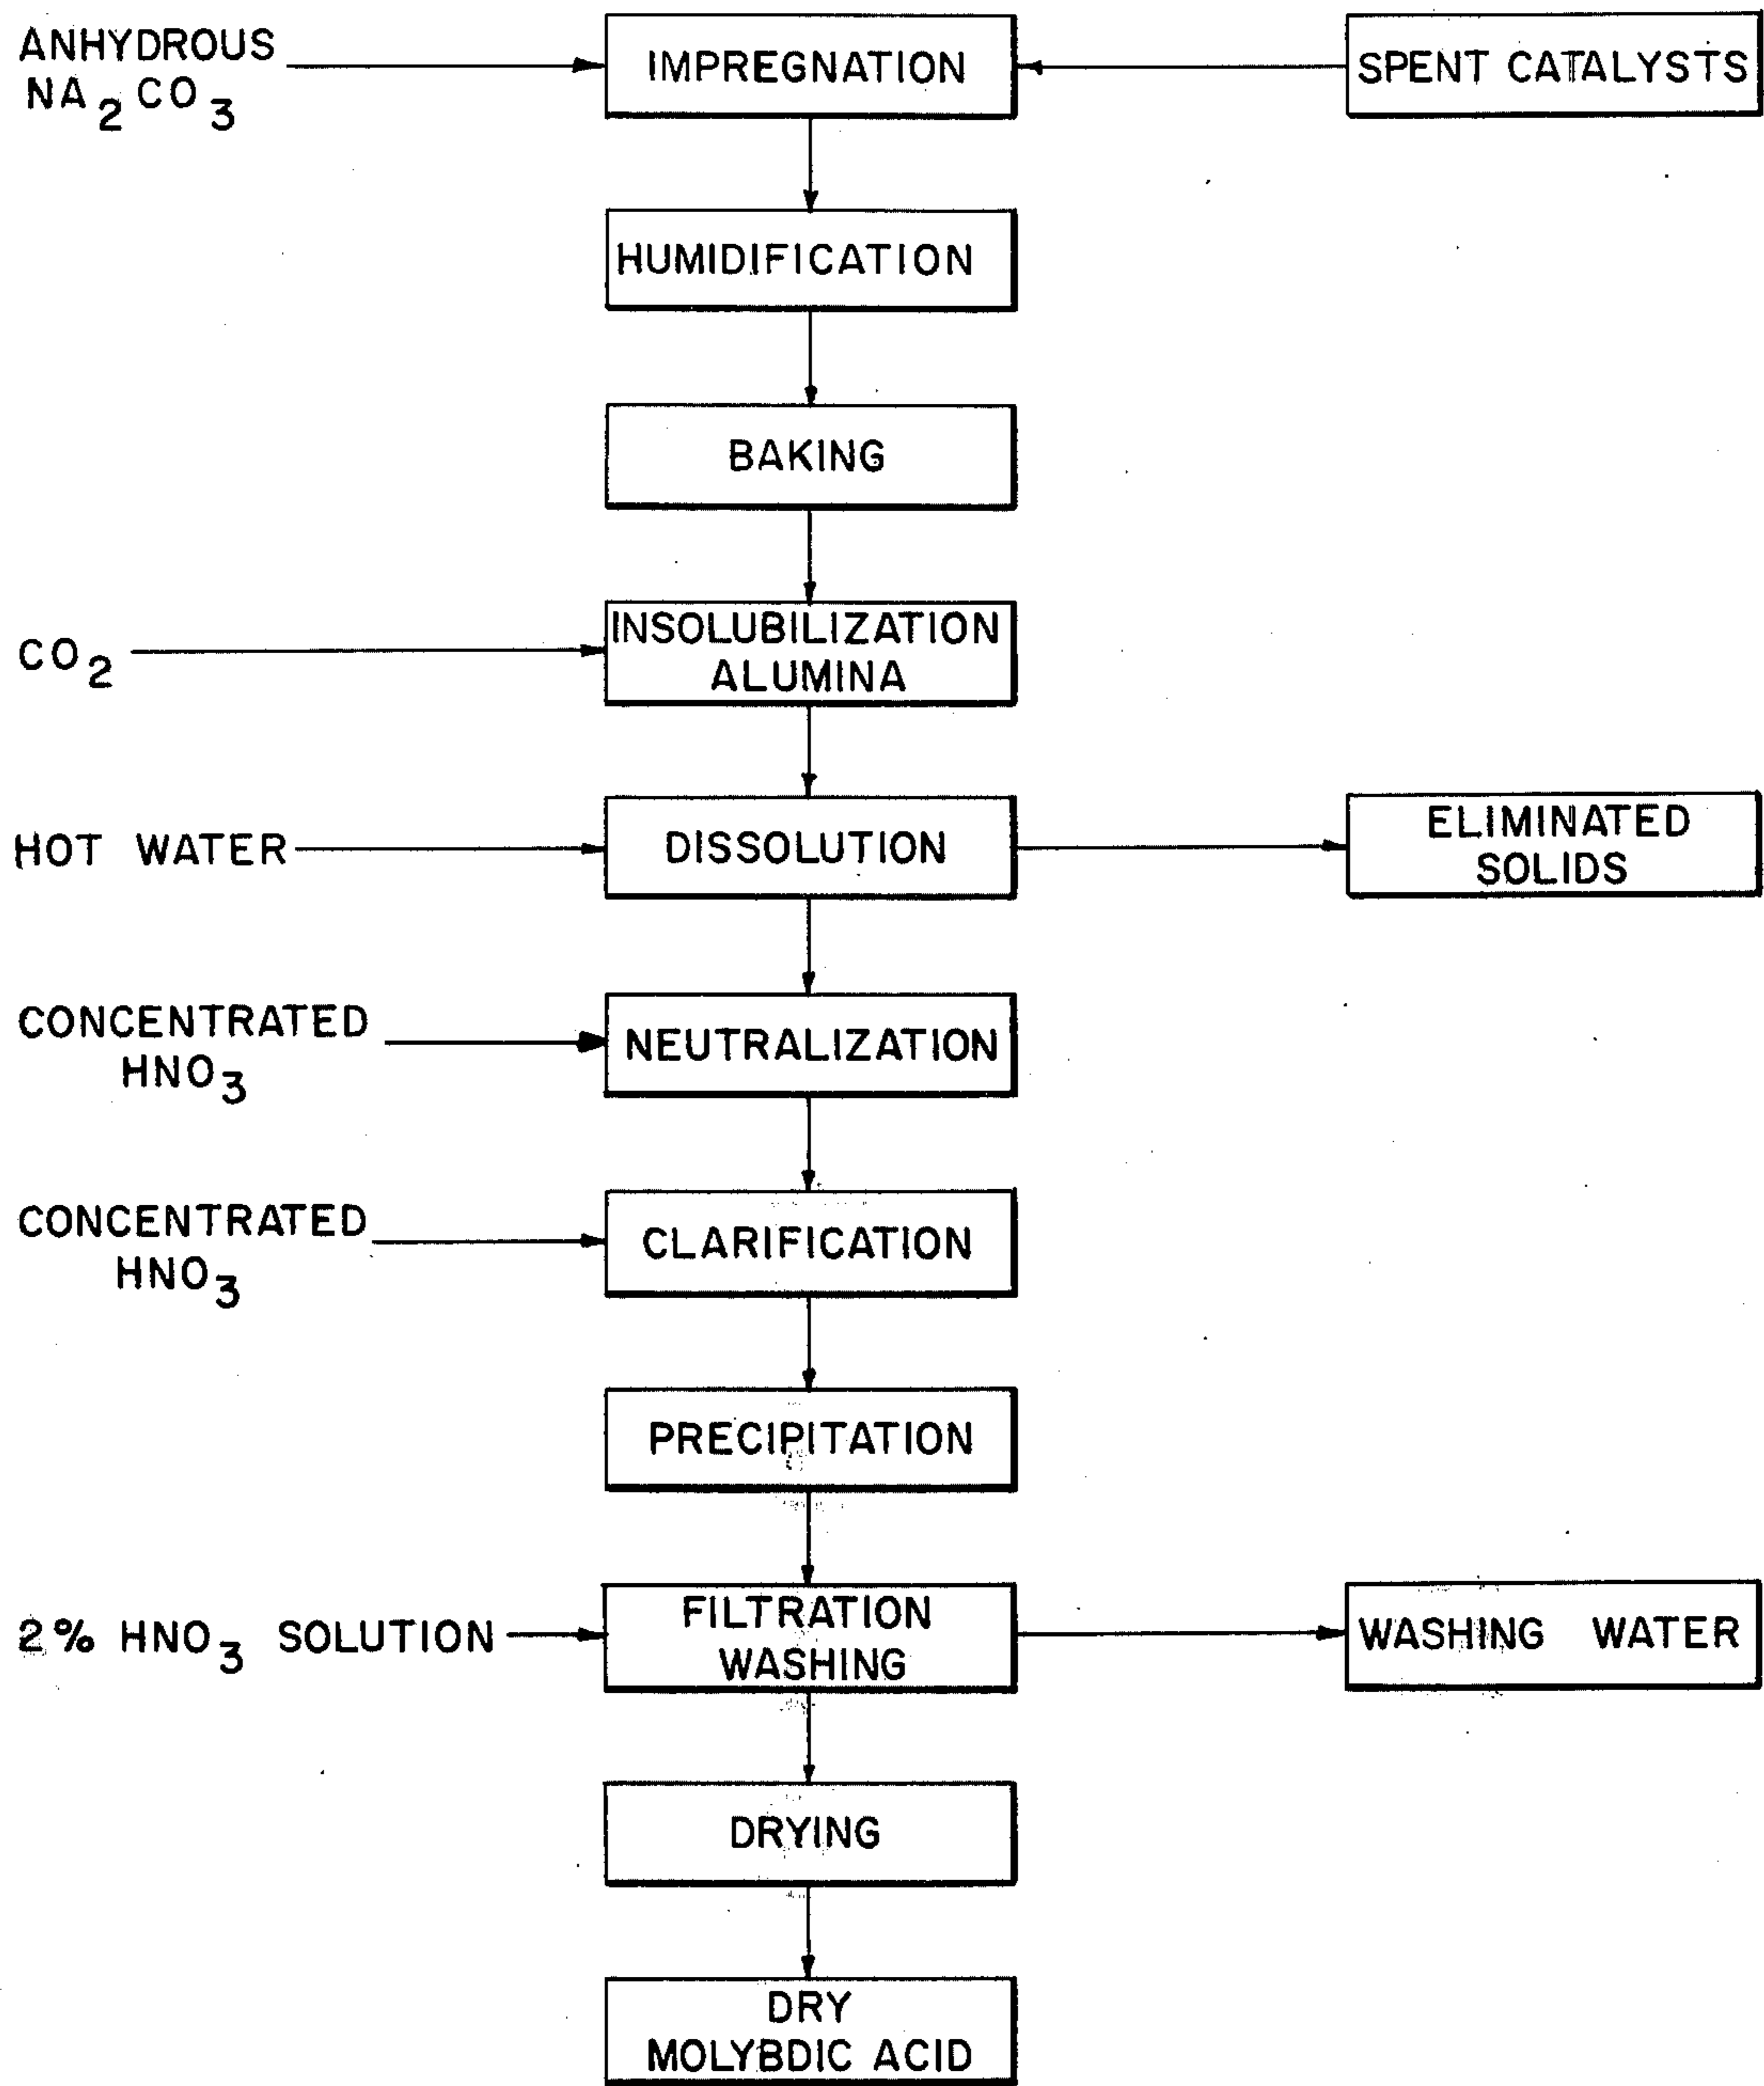 ANHYDROUS
NA2CO3
IMPREGNATION
SPENT CATALYSTS
HUMIDIFICATION
BAKING
CO2
INSOLUBILIZATION
ALUMINA
HOT WATER
DISSOLUTION
ELIMINATED
SOLIDS
CONCENTRATED
HNO3
NEUTRALIZATION
CONCENTRATED
HNO3
CLARIFICATION
PRECIPITATION
2% HNO3 SOLUTION
FILTRATION
WASHING
WASHING WATER
DRYING
DRY
MOLYBDIC ACID